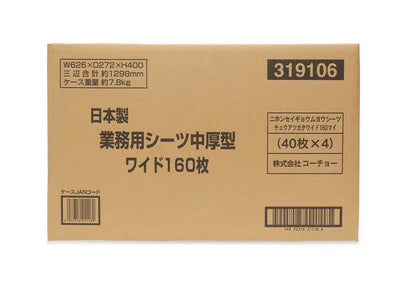 W626×D272×H400
三辺合計 約1298mm
ケース重量 約7.8kg
319106
日本製
業務用シーツ中厚型
ワイド160枚
ニホンセイギョウムヨウシーツ
チュウアツガタワイド160マイ
(40枚×4)
株式会社コーチョー
ケースJANコード